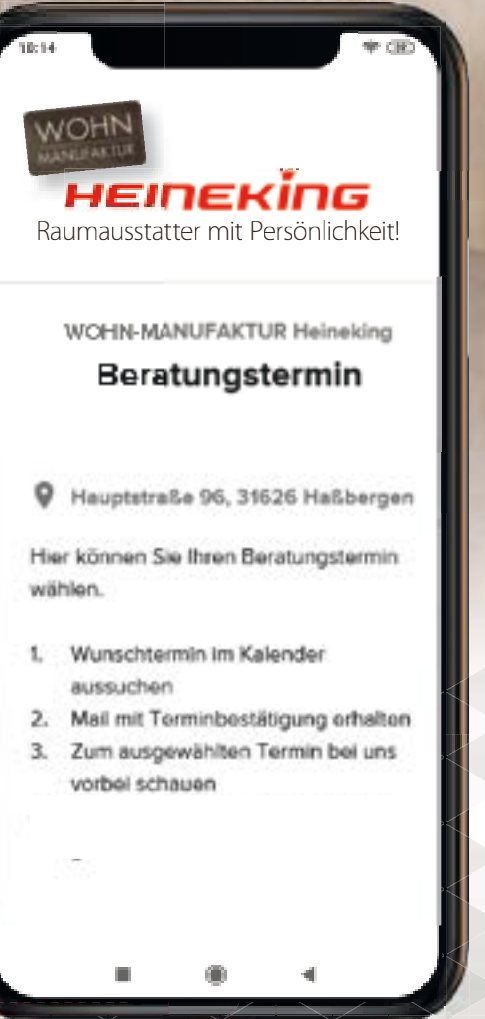 10:14
WOHN
MANUFAKTUR
HEINEKING
Raumausstatter mit Persönlichkeit!
WOHN-MANUFAKTUR Heineking
Beratungstermin
Hauptstraße 96, 31626 Haßbergen
Hier können Sie Ihren Beratungstermin
wählen.
1. Wunschtermin im Kalender
aussuchen
2. Mail mit Terminbestätigung erhalten
3. Zum ausgewählten Termin bei uns
vorbei schauen